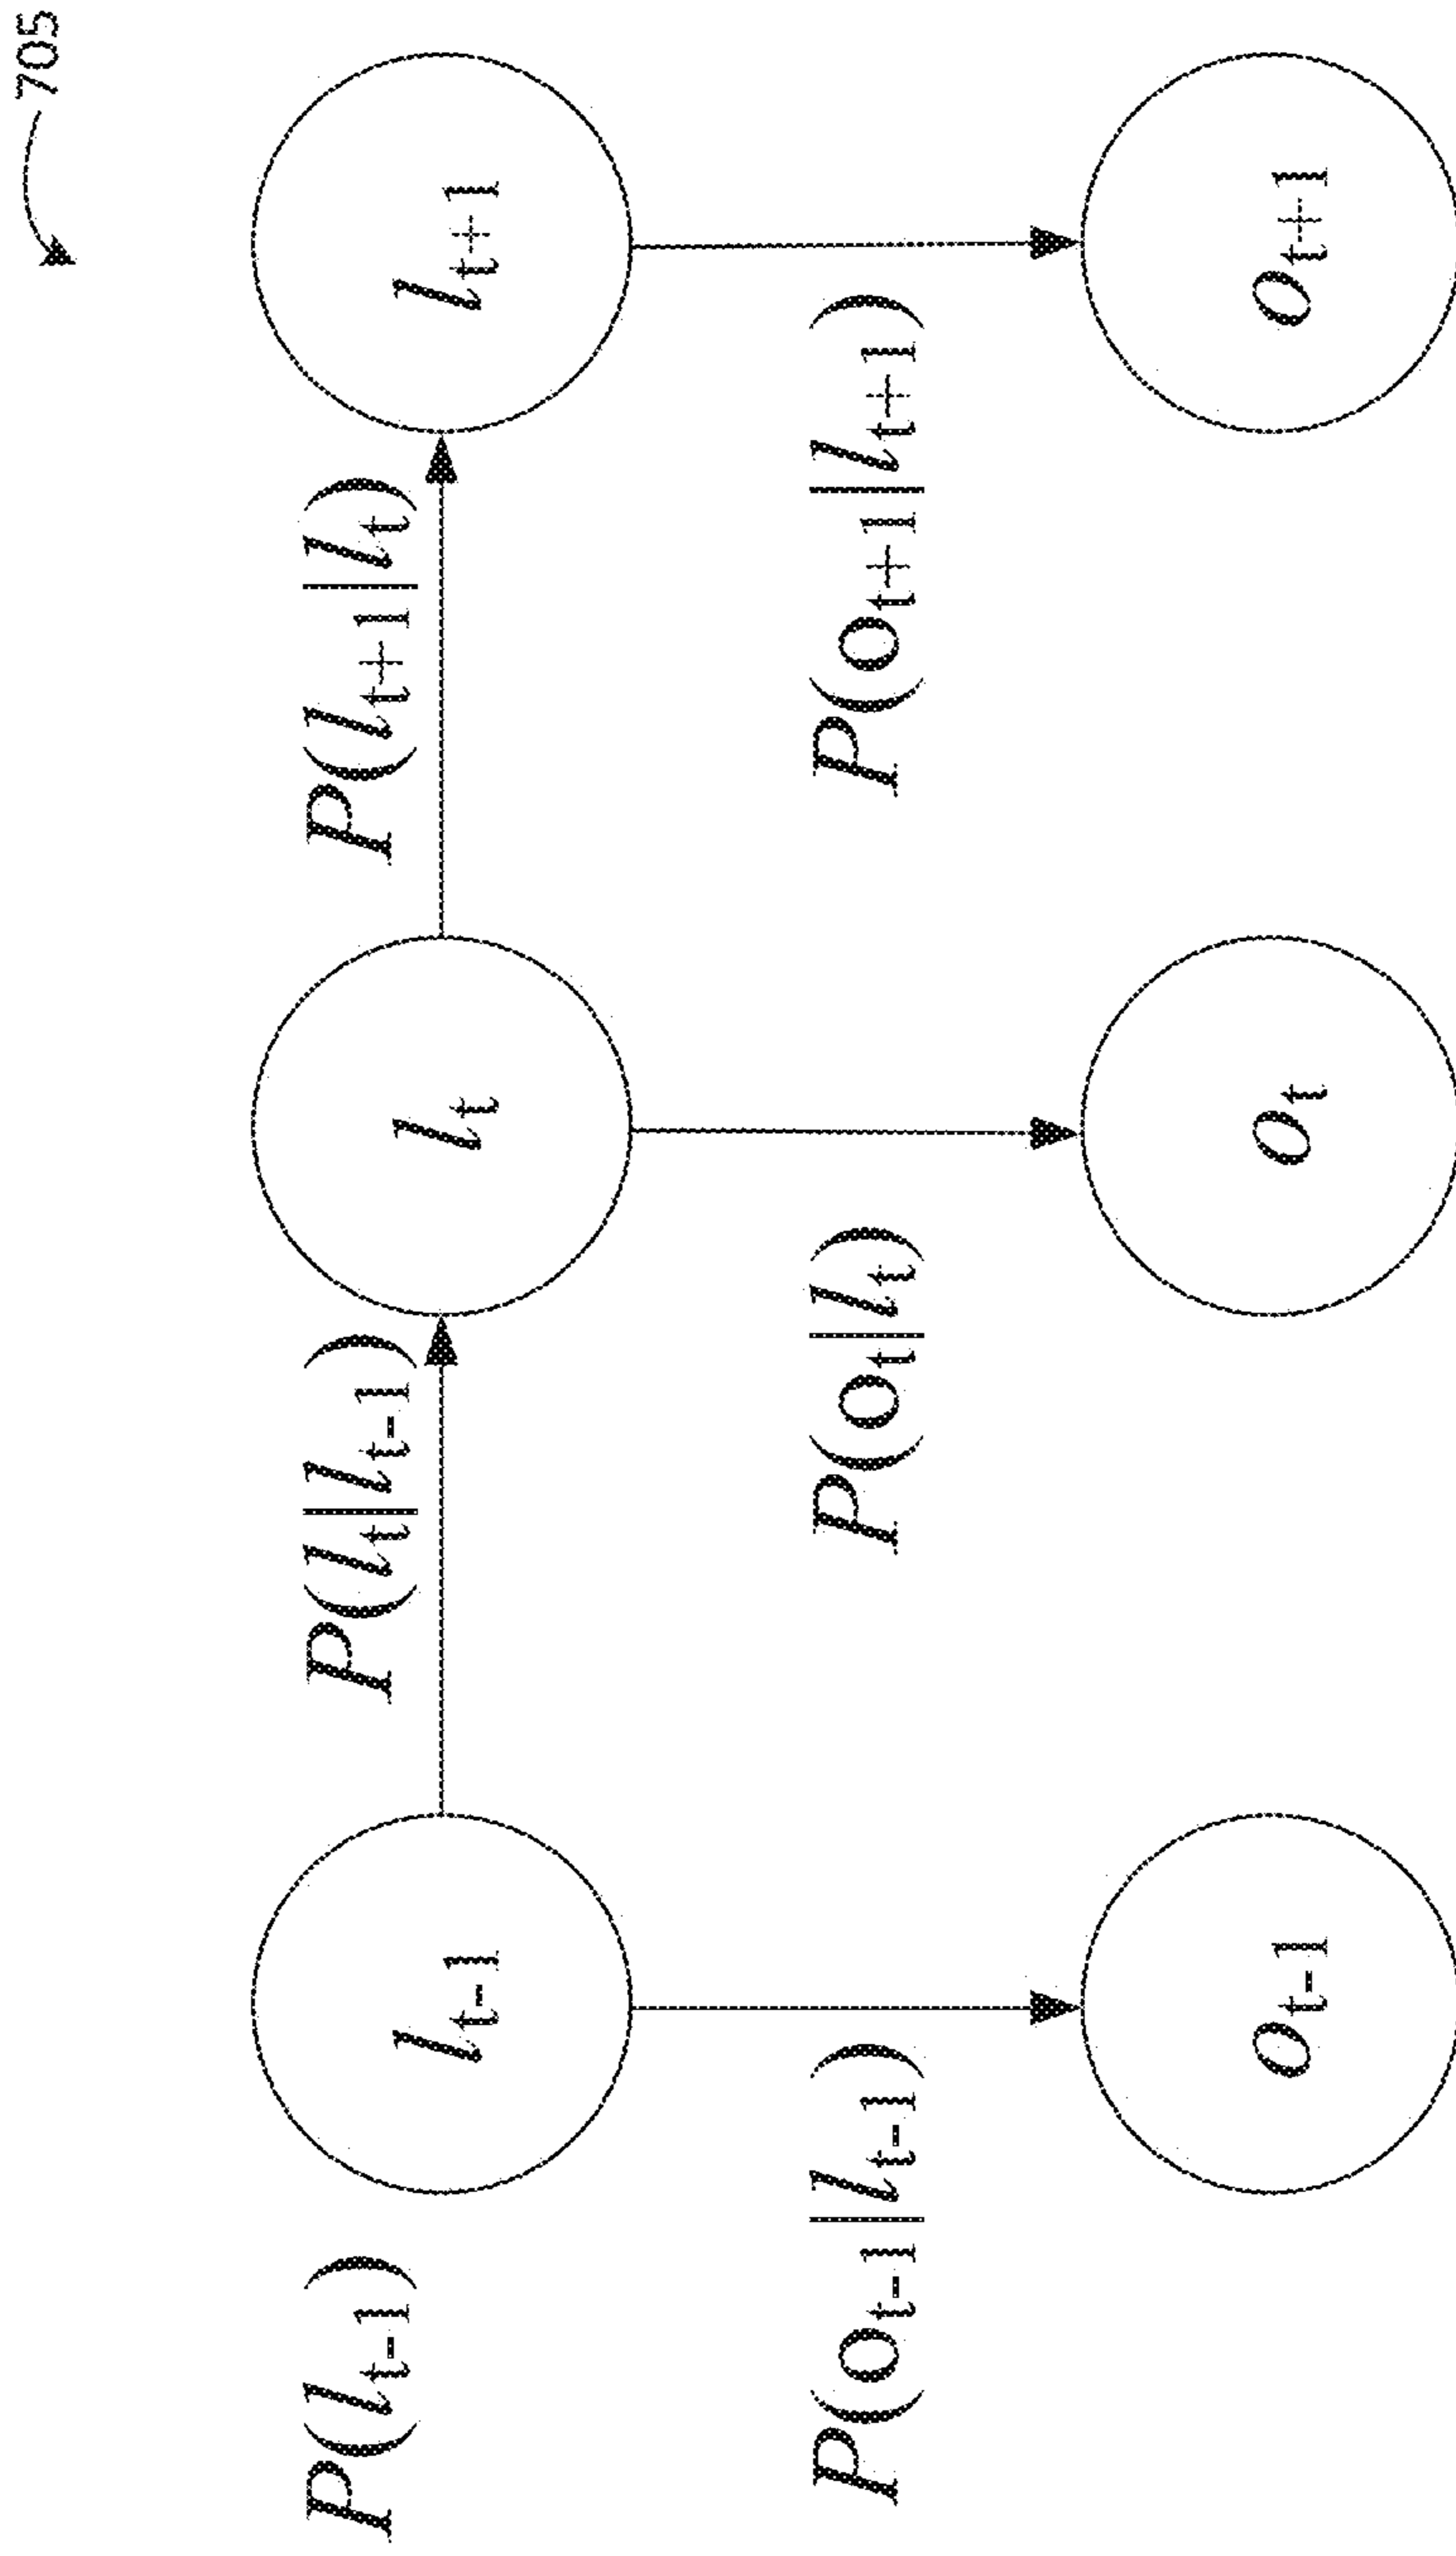 705
P(l_{t-1})
P(l_t|l_{t-1})
P(l_{t+1}|l_t)
l_{t-1}
l_t
l_{t+1}
P(o_{t-1}|l_{t-1})
P(o_t|l_t)
P(o_{t+1}|l_{t+1})
o_{t-1}
o_t
o_{t+1}